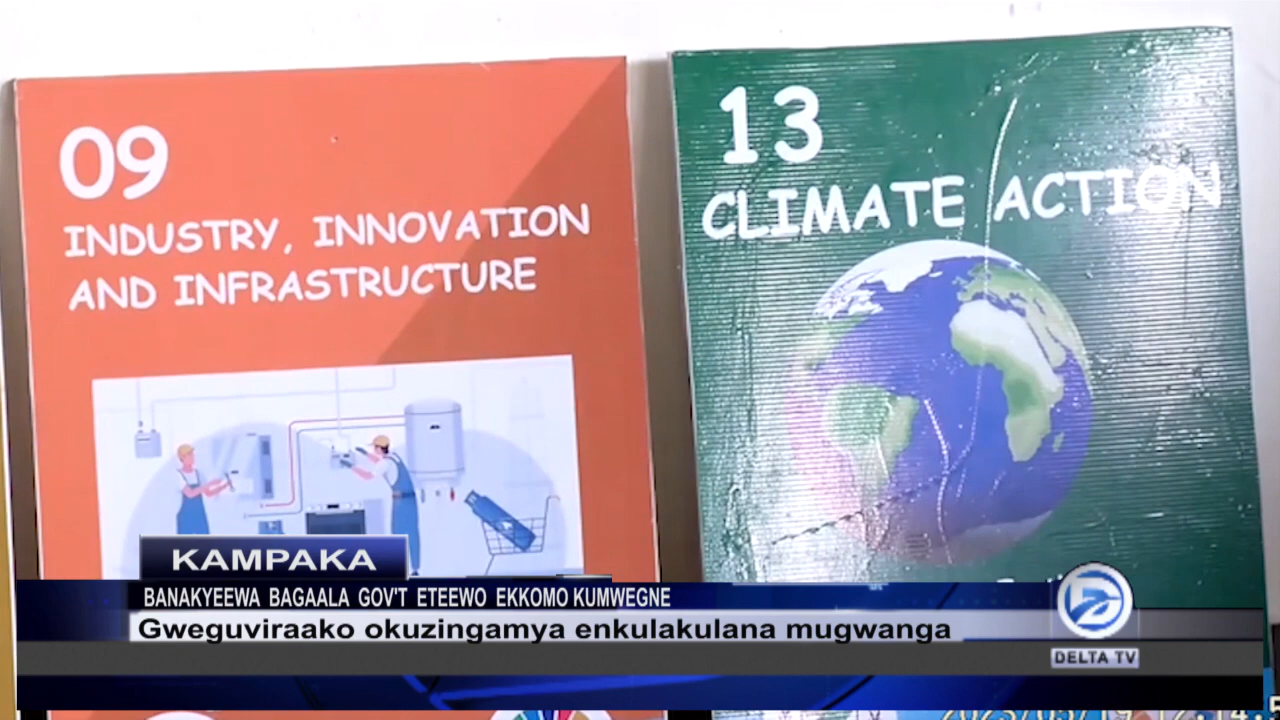 09
INDUSTRY, INNOVATION
AND INFRASTRUCTURE
13
CLIMATE ACTION
KAMPAKA
BANAKYEEWA BAGAALA GOV'T ETEEWO EKKOMO KUMWEGNE
Gweguviraako okuzingamya enkulakulana mugwanga
DELTA TV